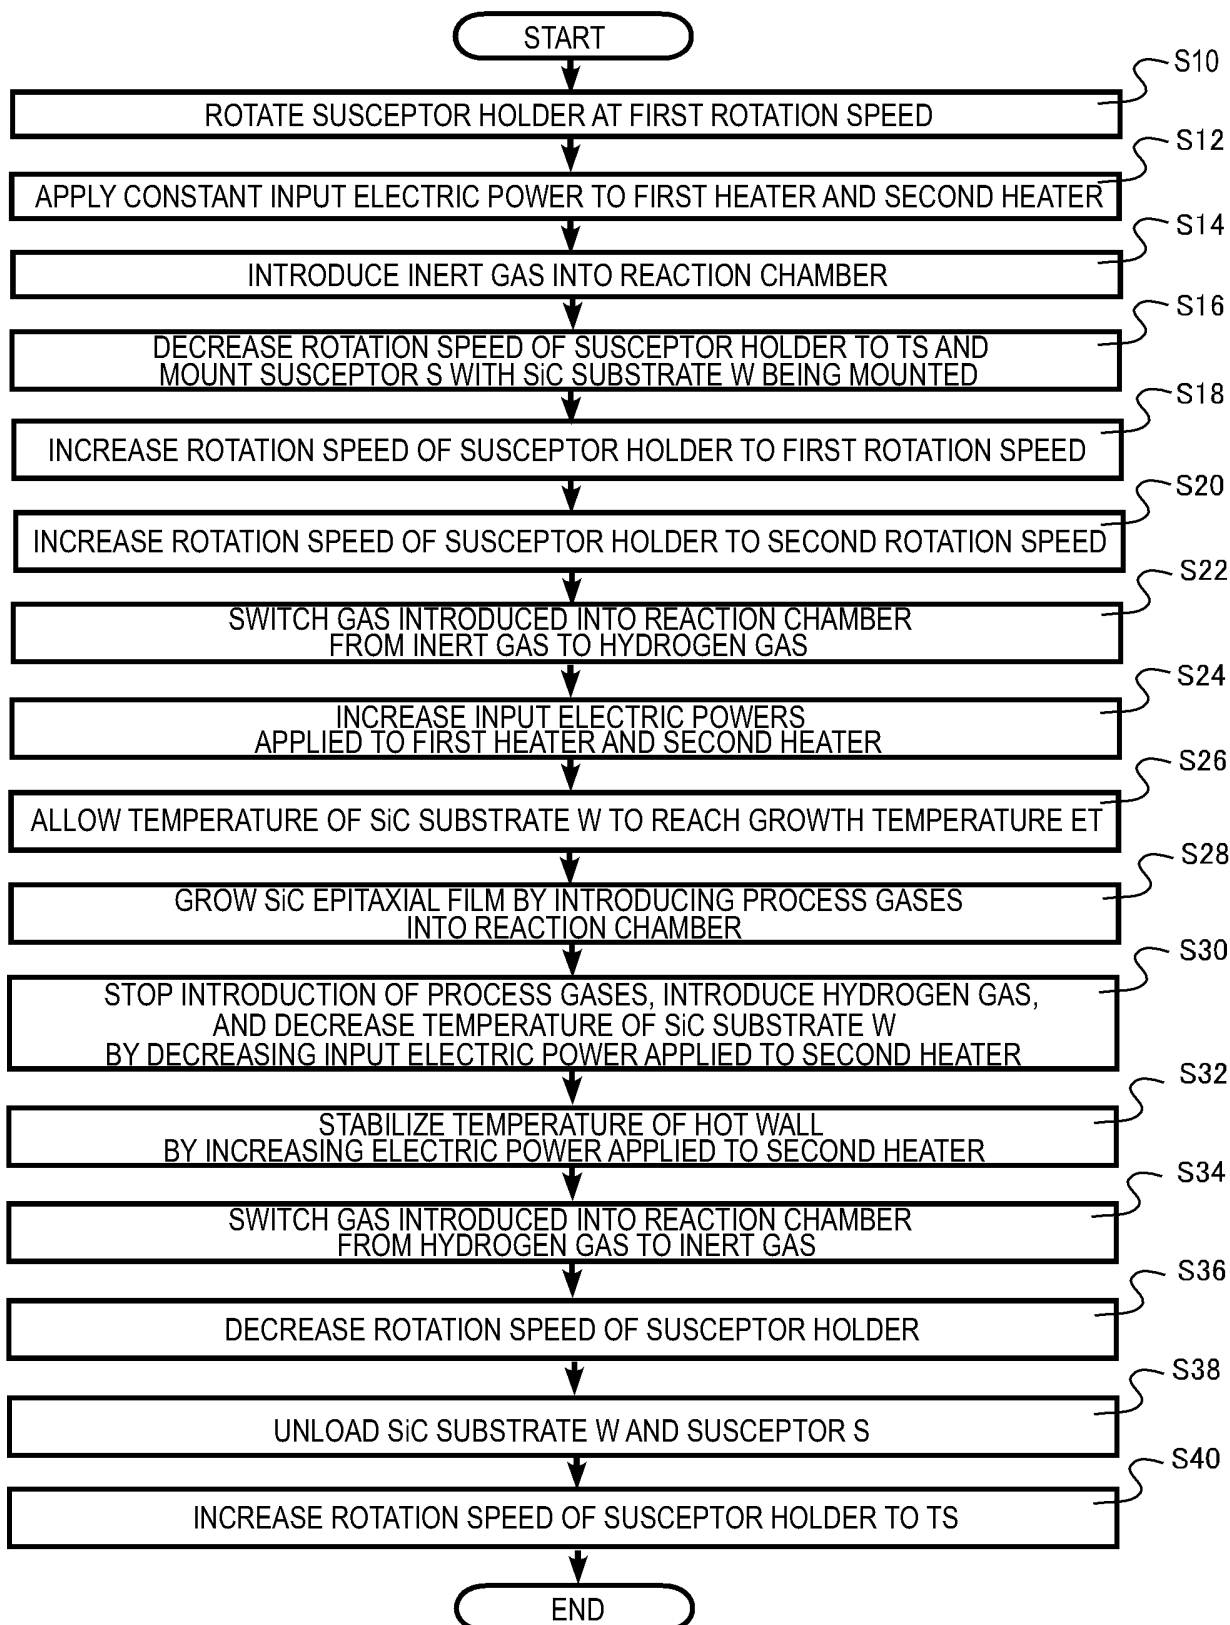 START
S10
ROTATE SUSCEPTOR HOLDER AT FIRST ROTATION SPEED
S12
APPLY CONSTANT INPUT ELECTRIC POWER TO FIRST HEATER AND SECOND HEATER
S14
INTRODUCE INERT GAS INTO REACTION CHAMBER
S16
DECREASE ROTATION SPEED OF SUSCEPTOR HOLDER TO TS AND
MOUNT SUSCEPTOR S WITH SiC SUBSTRATE W BEING MOUNTED
S18
INCREASE ROTATION SPEED OF SUSCEPTOR HOLDER TO FIRST ROTATION SPEED
S20
INCREASE ROTATION SPEED OF SUSCEPTOR HOLDER TO SECOND ROTATION SPEED
S22
SWITCH GAS INTRODUCED INTO REACTION CHAMBER
FROM INERT GAS TO HYDROGEN GAS
S24
INCREASE INPUT ELECTRIC POWERS
APPLIED TO FIRST HEATER AND SECOND HEATER
S26
ALLOW TEMPERATURE OF SiC SUBSTRATE W TO REACH GROWTH TEMPERATURE ET
S28
GROW SiC EPITAXIAL FILM BY INTRODUCING PROCESS GASES
INTO REACTION CHAMBER
S30
STOP INTRODUCTION OF PROCESS GASES, INTRODUCE HYDROGEN GAS,
AND DECREASE TEMPERATURE OF SiC SUBSTRATE W
BY DECREASING INPUT ELECTRIC POWER APPLIED TO SECOND HEATER
S32
STABILIZE TEMPERATURE OF HOT WALL
BY INCREASING ELECTRIC POWER APPLIED TO SECOND HEATER
S34
SWITCH GAS INTRODUCED INTO REACTION CHAMBER
FROM HYDROGEN GAS TO INERT GAS
S36
DECREASE ROTATION SPEED OF SUSCEPTOR HOLDER
S38
UNLOAD SiC SUBSTRATE W AND SUSCEPTOR S
S40
INCREASE ROTATION SPEED OF SUSCEPTOR HOLDER TO TS
END